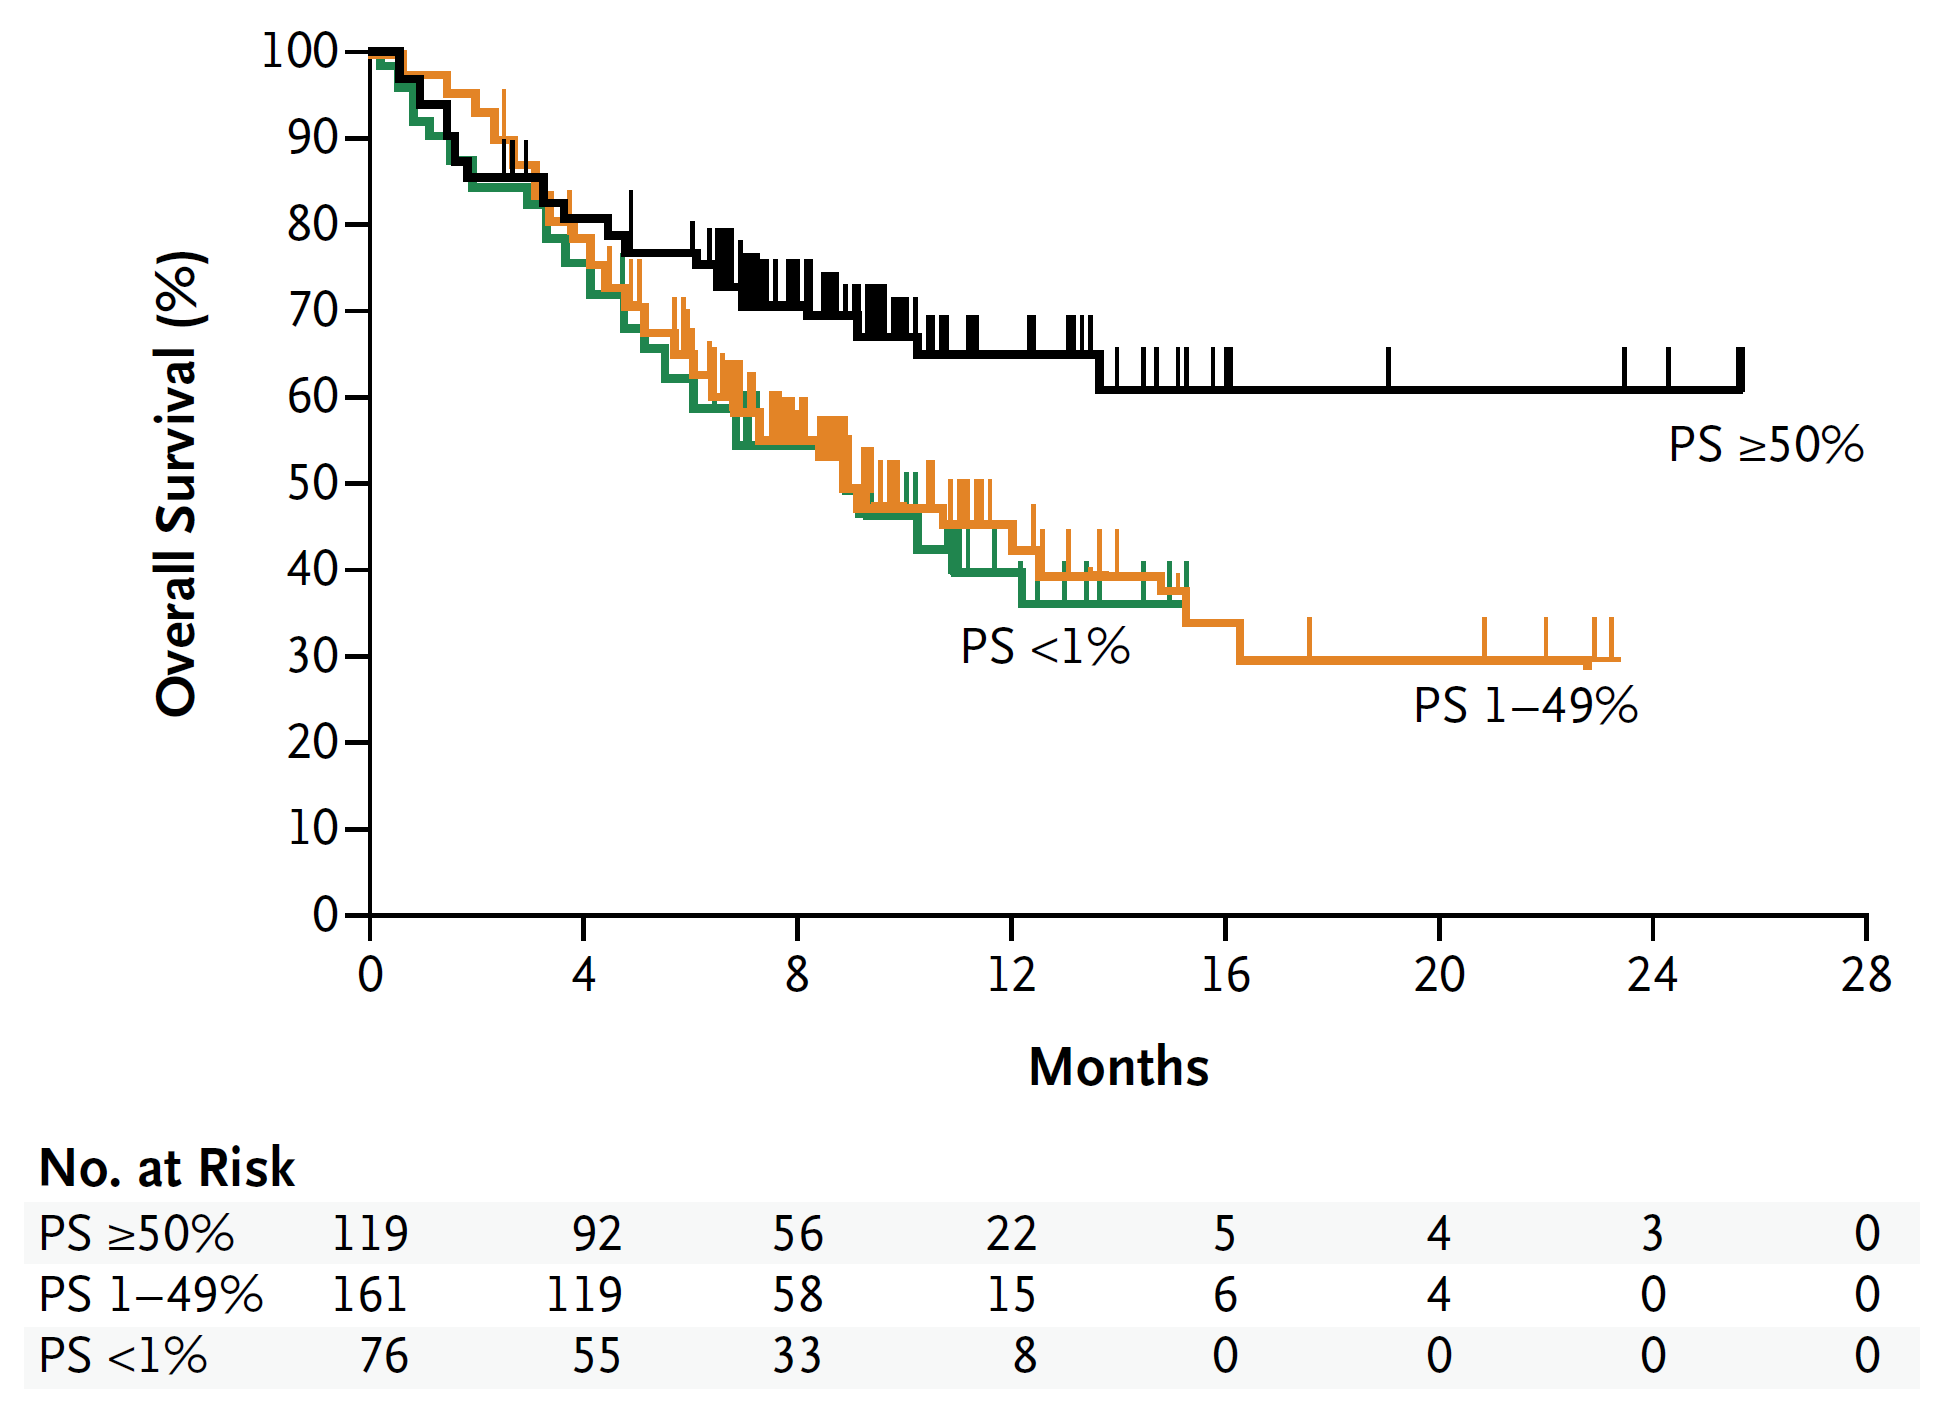 100
90
80
70
60
50
40
30
20
10
0
Overall Survival (%)
PS ≥50%
PS <1%
PS 1–49%
0 4 8 12 16 20 24 28
Months
No. at Risk
PS ≥50% 119 92 56 22 5 4 3 0
PS 1–49% 161 119 58 15 6 4 0 0
PS <1% 76 55 33 8 0 0 0 0